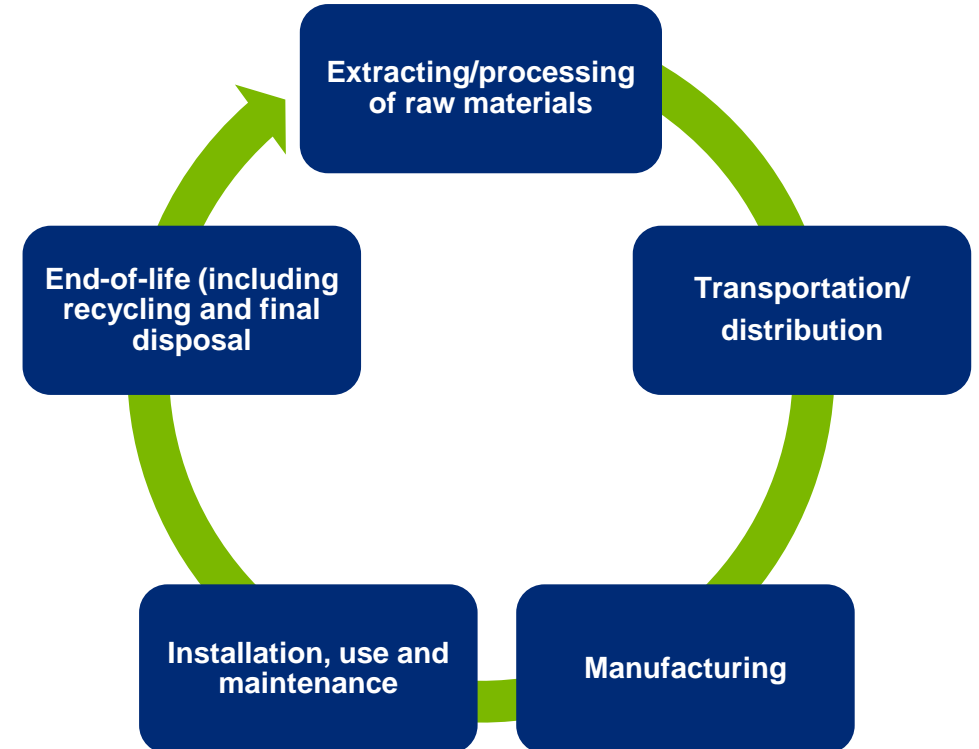 Extracting/processing
of raw materials
Transportation/
distribution
Manufacturing
Installation, use and
maintenance
End-of-life (including
recycling and final
disposal